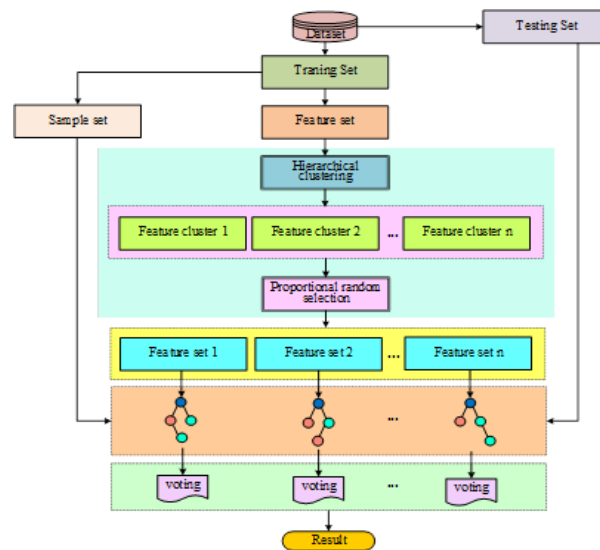 Dataset
Testing Set
Traning Set
Sample set
Feature set
Hierarchical
clustering
Feature cluster 1
Feature cluster 2
...
Feature cluster n
Proportional random
selection
Feature set 1
Feature set 2
...
Feature set n
...
voting
voting
...
voting
Result